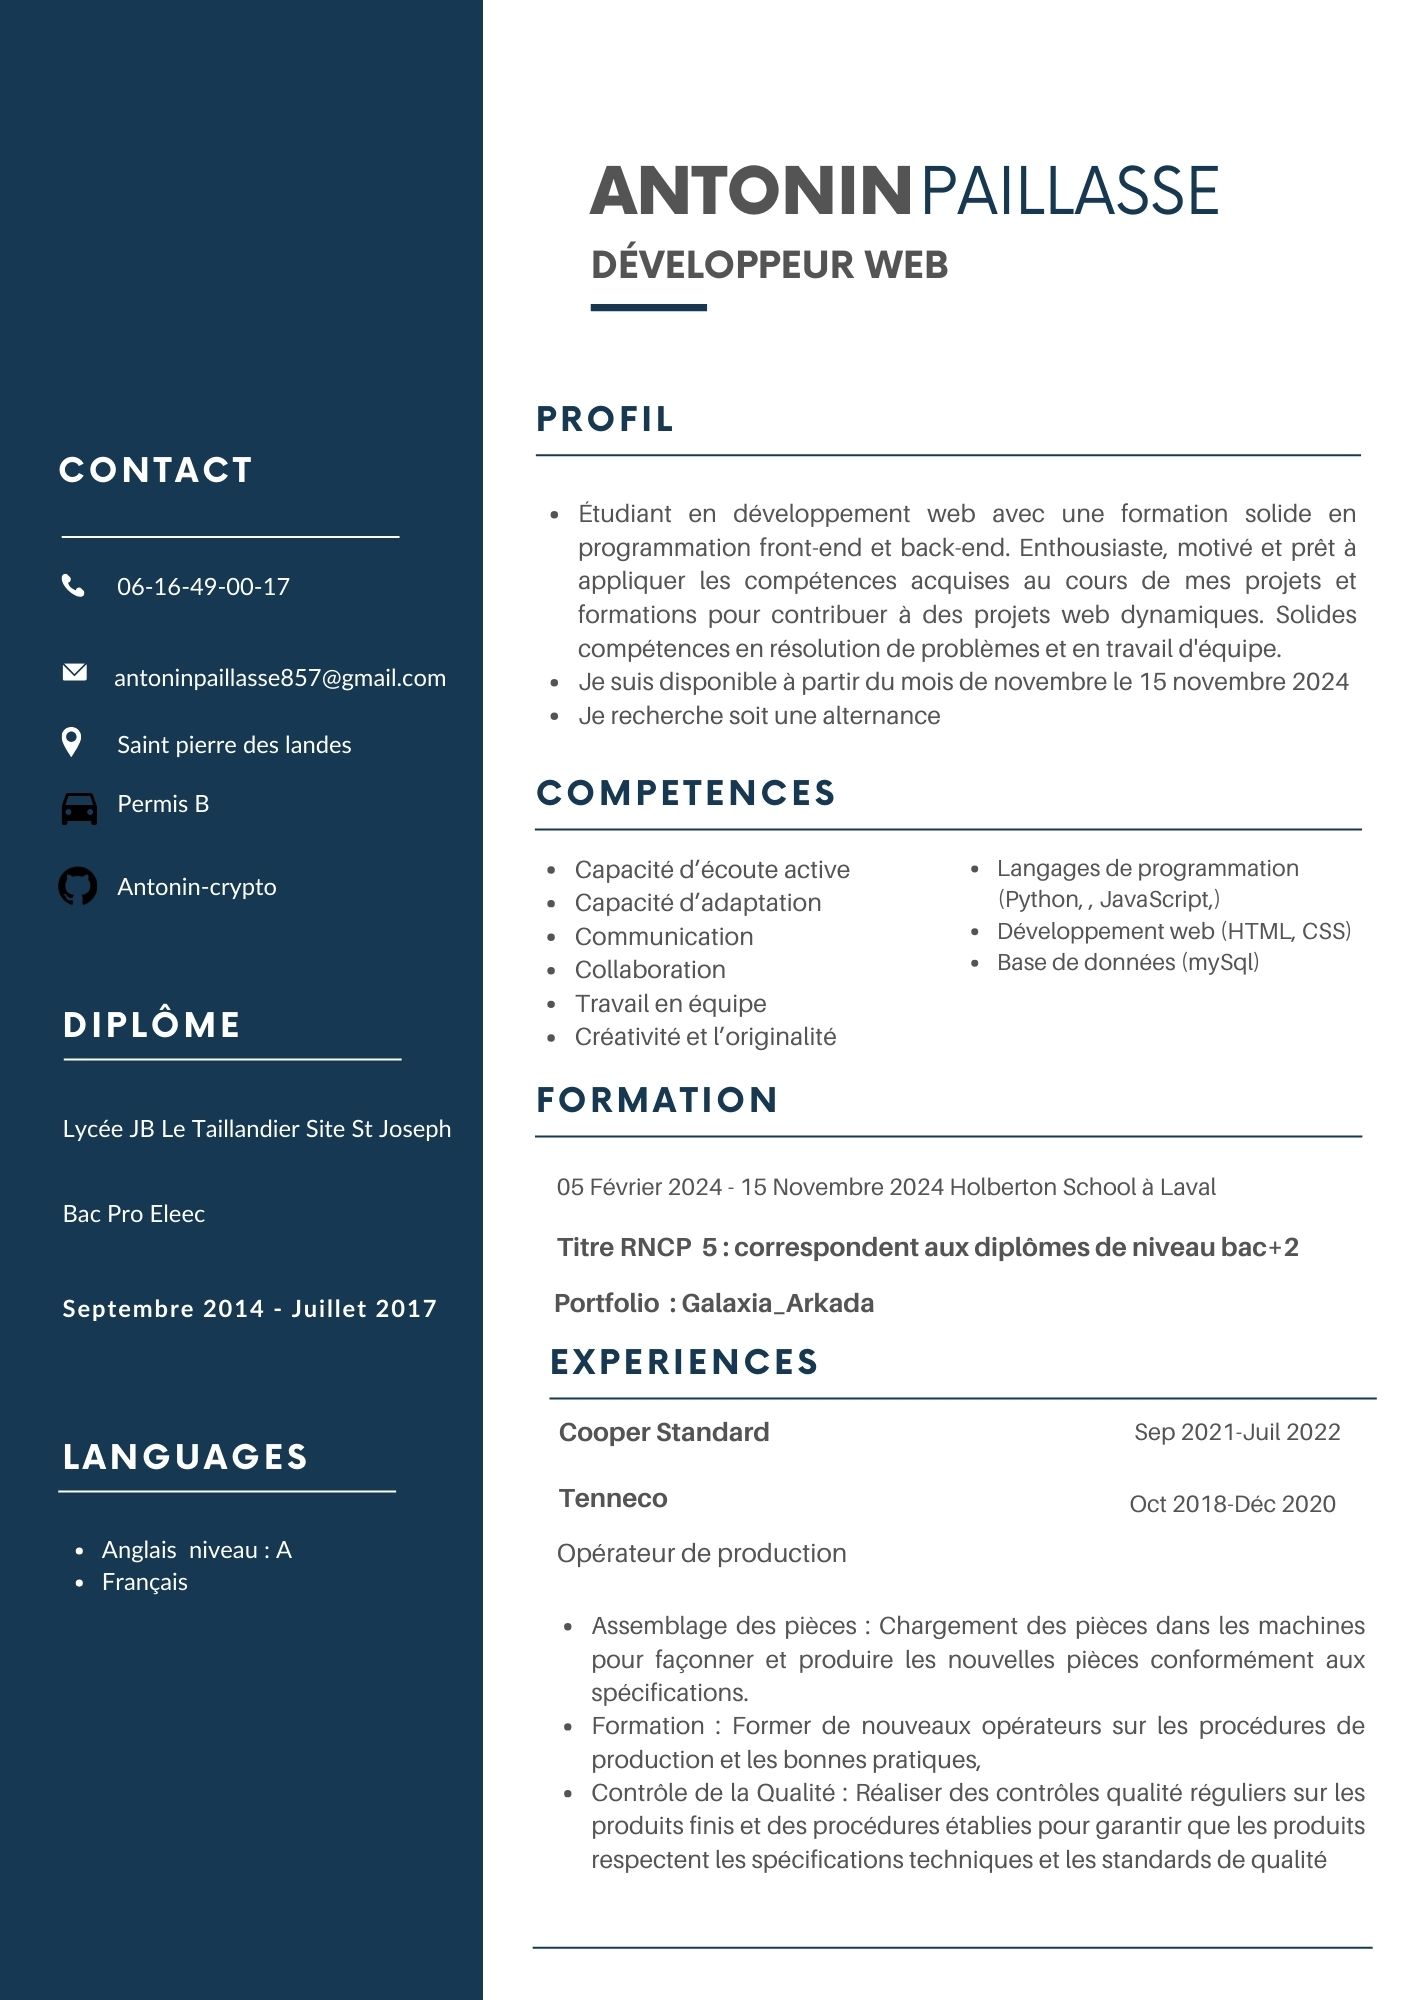 ANTONIN PAILLASSE
DÉVELOPPEUR WEB
CONTACT
06-16-49-00-17
antoninpaillasse857@gmail.com
Saint pierre des landes
Permis B
Antonin-crypto
DIPLÔME
Lycée JB Le Taillandier Site St Joseph
Bac Pro Eleec
Septembre 2014 - Juillet 2017
LANGUAGES
• Anglais  niveau : A
• Français
PROFIL
• Étudiant en développement web avec une formation solide en
programmation front-end et back-end. Enthousiaste, motivé et prêt à
appliquer les compétences acquises au cours de mes projets et
formations pour contribuer à des projets web dynamiques. Solides
compétences en résolution de problèmes et en travail d'équipe.
• Je suis disponible à partir du mois de novembre le 15 novembre 2024
• Je recherche soit une alternance
COMPETENCES
• Capacité d’écoute active
• Capacité d’adaptation
• Communication
• Collaboration
• Travail en équipe
• Créativité et l’originalité
• Langages de programmation
(Python, , JavaScript,)
• Développement web (HTML, CSS)
• Base de données (mySql)
FORMATION
05 Février 2024 - 15 Novembre 2024 Holberton School à Laval
Titre RNCP  5 : correspondent aux diplômes de niveau bac+2
Portfolio  : Galaxia_Arkada
EXPERIENCES
Cooper Standard Sep 2021-Juil 2022
Tenneco Oct 2018-Déc 2020
Opérateur de production
• Assemblage des pièces : Chargement des pièces dans les machines
pour façonner et produire les nouvelles pièces conformément aux
spécifications.
• Formation : Former de nouveaux opérateurs sur les procédures de
production et les bonnes pratiques,
• Contrôle de la Qualité : Réaliser des contrôles qualité réguliers sur les
produits finis et des procédures établies pour garantir que les produits
respectent les spécifications techniques et les standards de qualité